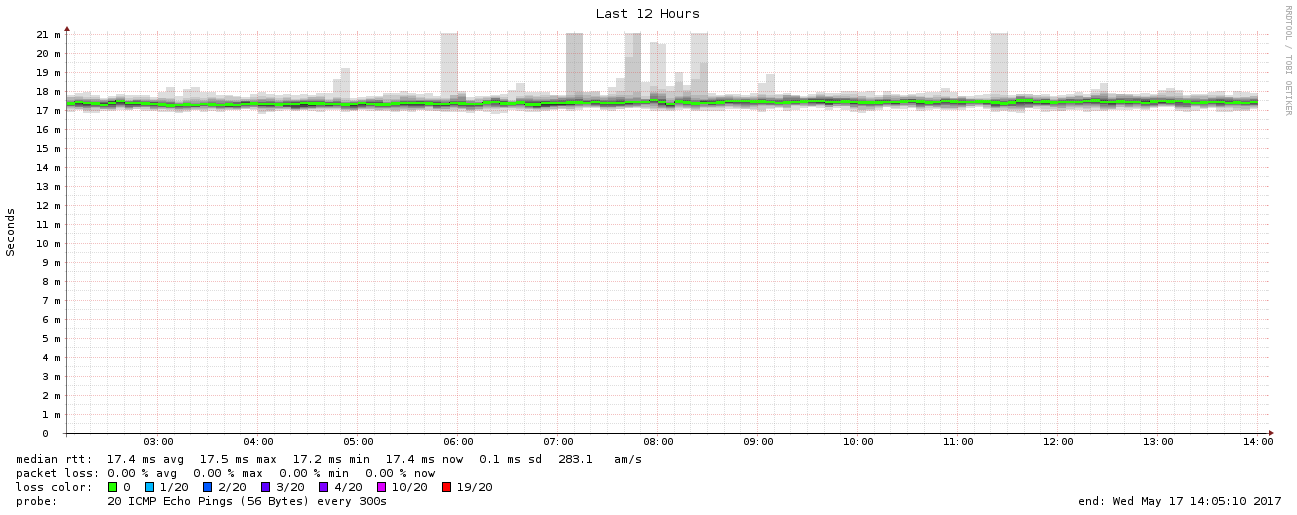 Last 12 Hours
RRDTOOL / TOBI OETIKER
Seconds
21 m
20 m
19 m
18 m
17 m
16 m
15 m
14 m
13 m
12 m
11 m
10 m
9 m
8 m
7 m
6 m
5 m
4 m
3 m
2 m
1 m
0
03:00 04:00 05:00 06:00 07:00 08:00 09:00 10:00 11:00 12:00 13:00 14:00
median rtt: 17.4 ms avg 17.5 ms max 17.2 ms min 17.4 ms now 0.1 ms sd 283.1 am/s
packet loss: 0.00 % avg 0.00 % max 0.00 % min 0.00 % now
loss color: 0 1/20 2/20 3/20 4/20 10/20 19/20
probe: 20 ICMP Echo Pings (56 Bytes) every 300s end: Wed May 17 14:05:10 2017